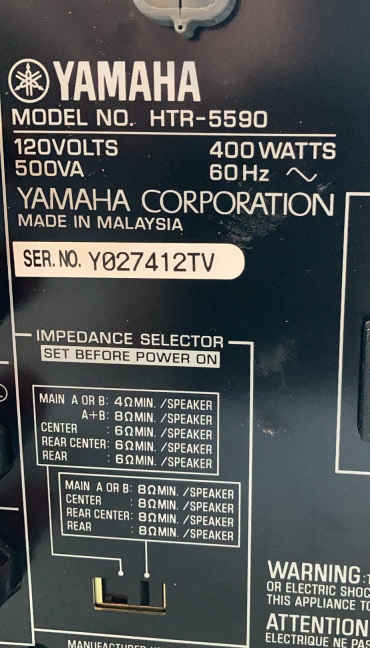 YAMAHA
MODEL NO. HTR-5590
120VOLTS 400 WATTS
500VA 60Hz ～
YAMAHA CORPORATION
MADE IN MALAYSIA
SER. NO. Y027412TV
IMPEDANCE SELECTOR
SET BEFORE POWER ON
MAIN A OR B: 4ΩMIN. /SPEAKER
A+B: 8ΩMIN. /SPEAKER
CENTER : 6ΩMIN. /SPEAKER
REAR CENTER: 6ΩMIN. /SPEAKER
REAR : 6ΩMIN. /SPEAKER
MAIN A OR B: 8ΩMIN. /SPEAKER
CENTER : 8ΩMIN. /SPEAKER
REAR CENTER: 8ΩMIN. /SPEAKER
REAR : 8ΩMIN. /SPEAKER
WARNING:
OR ELECTRIC SHOC
THIS APPLIANCE TO
ATTENTION
ELECTRIQUE NE PAS
MANUFACTURED